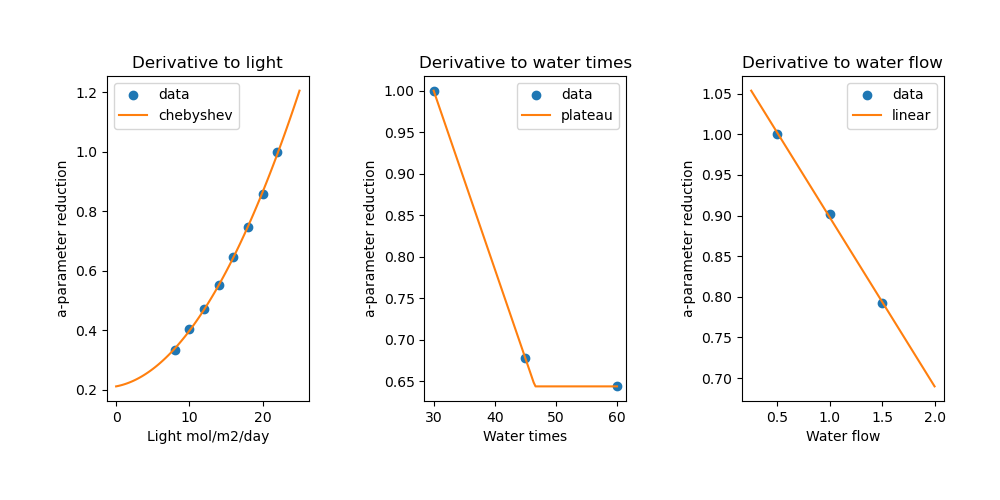 Derivative to light
data
chebyshev
1.2
1.0
0.8
0.6
0.4
0.2
a-parameter reduction
0 10 20
Light mol/m2/day
Derivative to water times
data
plateau
1.00
0.95
0.90
0.85
0.80
0.75
0.70
0.65
a-parameter reduction
30 40 50 60
Water times
Derivative to water flow
data
linear
1.05
1.00
0.95
0.90
0.85
0.80
0.75
0.70
a-parameter reduction
0.5 1.0 1.5 2.0
Water flow